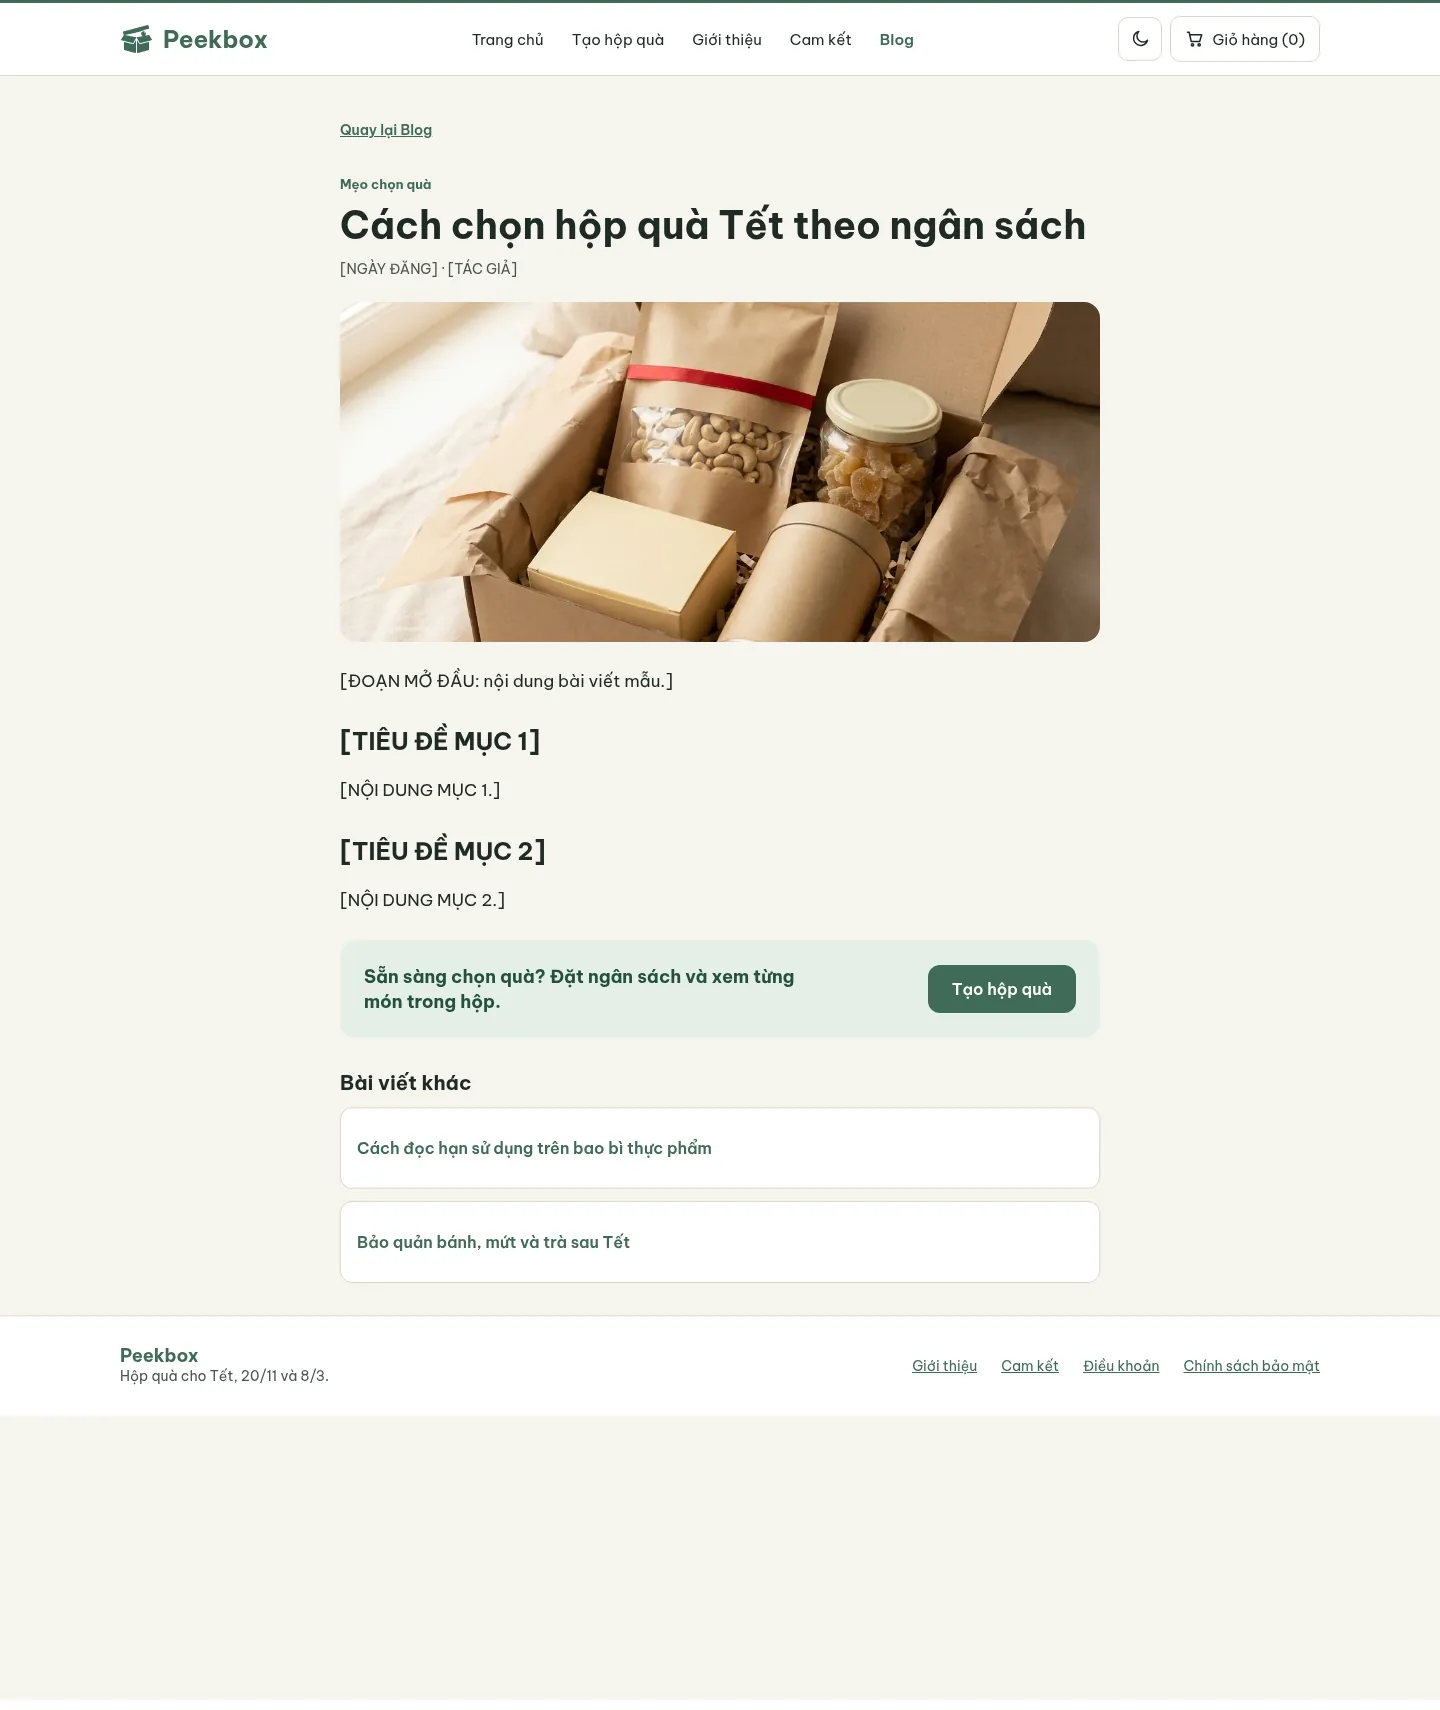 Peekbox
Trang chủ
Tạo hộp quà
Giới thiệu
Cam kết
Blog
Giỏ hàng (0)
Quay lại Blog
Mẹo chọn quà
Cách chọn hộp quà Tết theo ngân sách
[NGÀY ĐĂNG] · [TÁC GIẢ]
[ĐOẠN MỞ ĐẦU: nội dung bài viết mẫu.]
[TIÊU ĐỀ MỤC 1]
[NỘI DUNG MỤC 1.]
[TIÊU ĐỀ MỤC 2]
[NỘI DUNG MỤC 2.]
Sẵn sàng chọn quà? Đặt ngân sách và xem từng
món trong hộp.
Tạo hộp quà
Bài viết khác
Cách đọc hạn sử dụng trên bao bì thực phẩm
Bảo quản bánh, mứt và trà sau Tết
Peekbox
Hộp quà cho Tết, 20/11 và 8/3.
Giới thiệu
Cam kết
Điều khoản
Chính sách bảo mật